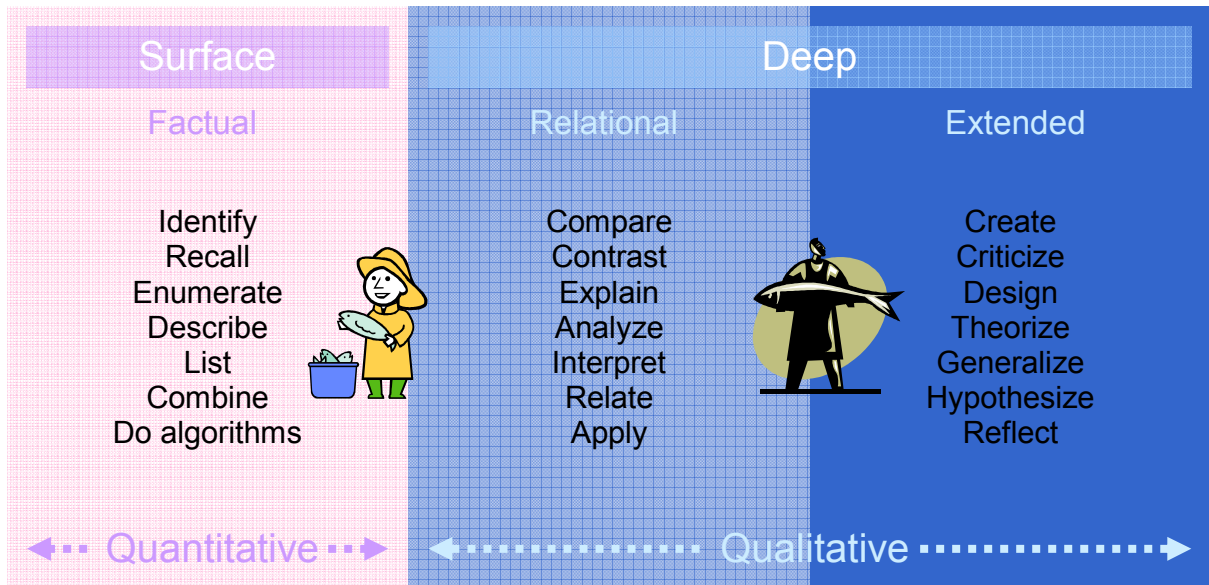 Surface
Deep
Factual
Relational
Extended
Identify
Recall
Enumerate
Describe
List
Combine
Do algorithms
Compare
Contrast
Explain
Analyze
Interpret
Relate
Apply
Create
Criticize
Design
Theorize
Generalize
Hypothesize
Reflect
Quantitative
Qualitative